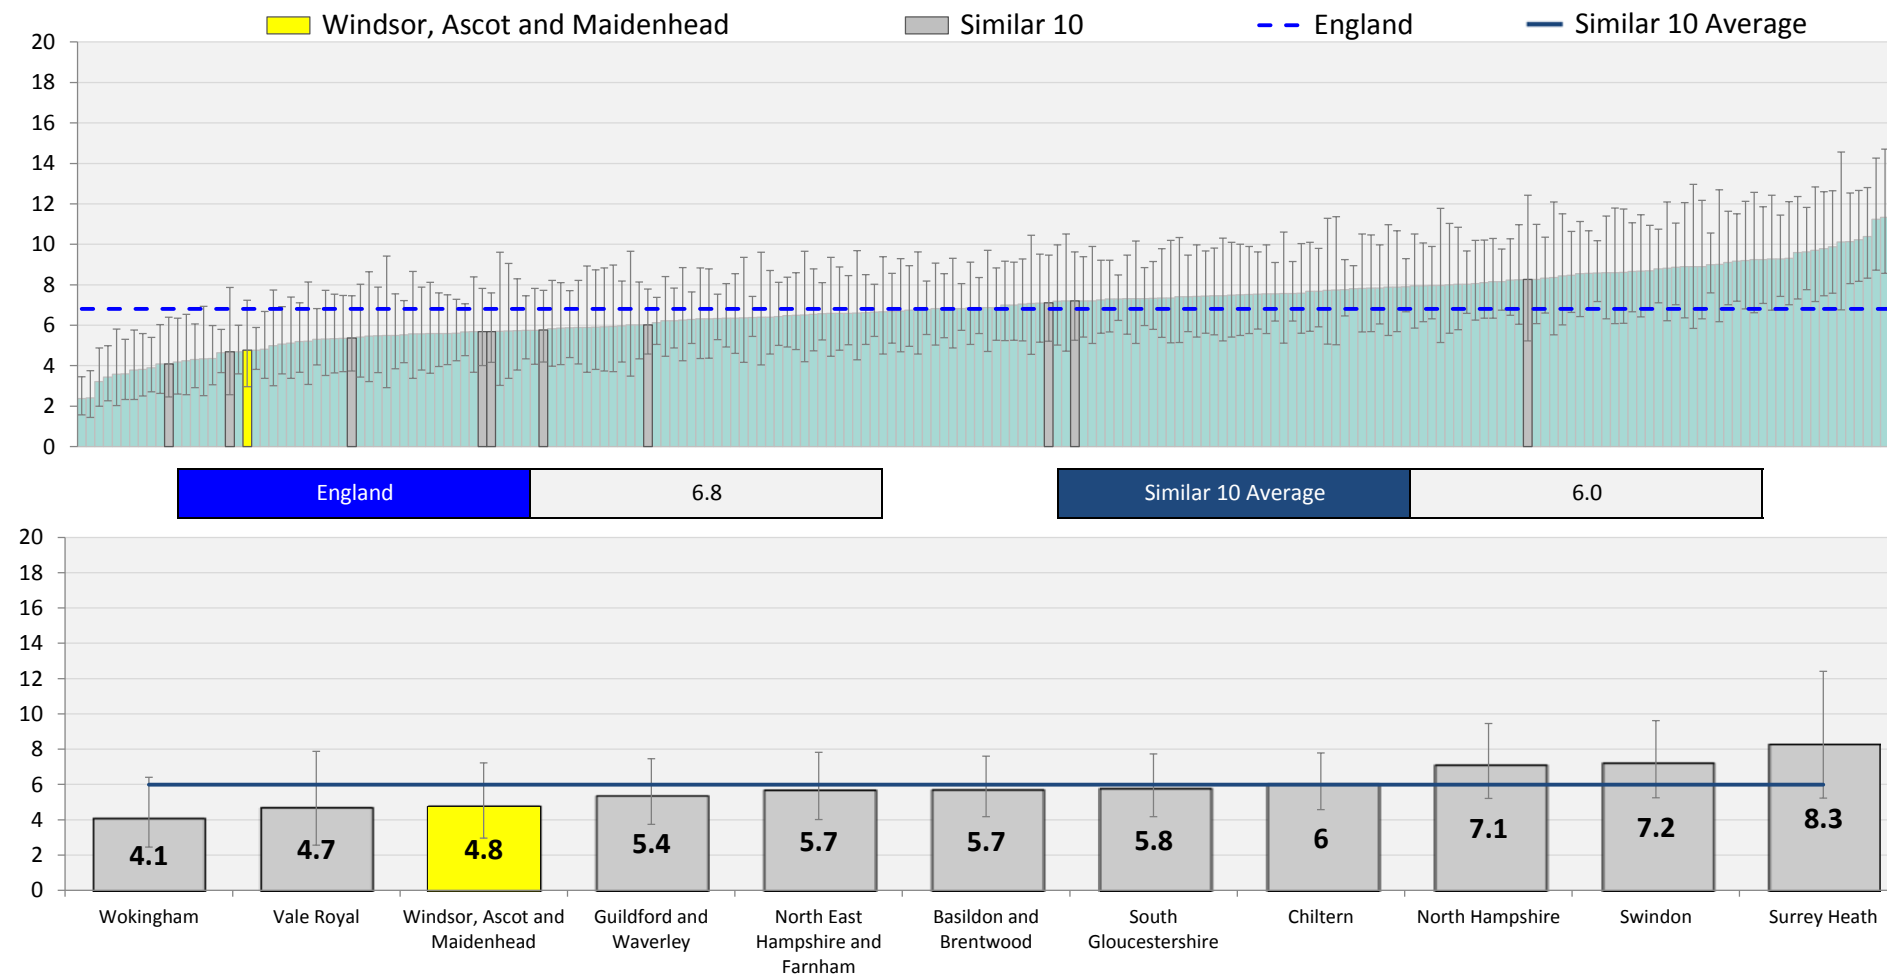 Windsor, Ascot and Maidenhead Similar 10 England Similar 10 Average
20
18
16
14
12
10
8
6
4
2
0
England 6.8 Similar 10 Average 6.0
20
18
16
14
12
10
8
6
4
2
0
4.1 4.7 4.8 5.4 5.7 5.7 5.8 6 7.1 7.2 8.3
Wokingham
Vale Royal
Windsor, Ascot and
Maidenhead
Guildford and
Waverley
North East
Hampshire and
Farnham
Basildon and
Brentwood
South
Gloucestershire
Chiltern
North Hampshire
Swindon
Surrey Heath